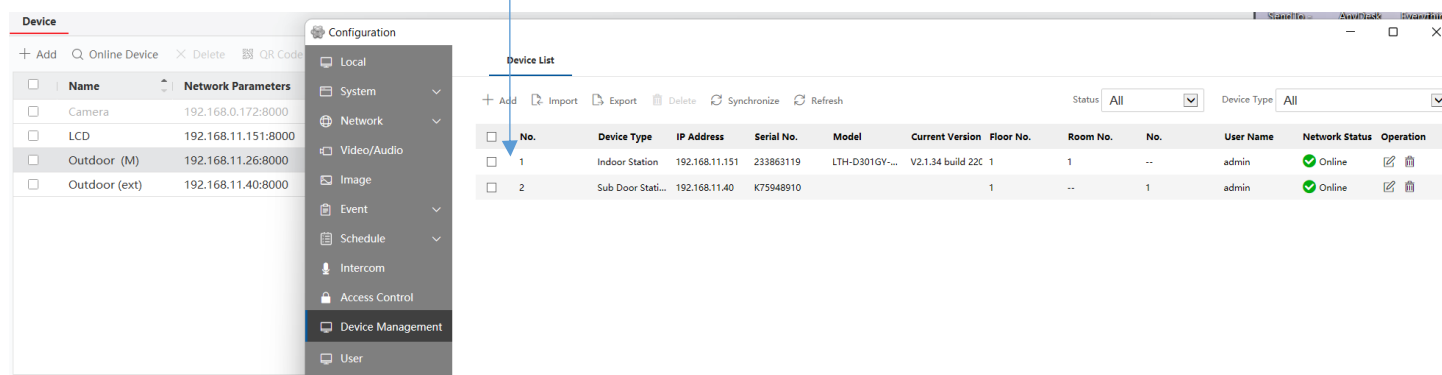 SendTo - AnyDesk Everything
Device
Configuration
+ Add Online Device Delete QR Code
Name Network Parameters
Camera 192.168.0.172:8000
LCD 192.168.11.151:8000
Outdoor (M) 192.168.11.26:8000
Outdoor (ext) 192.168.11.40:8000
Local
System
Network
Video/Audio
Image
Event
Schedule
Intercom
Access Control
Device Management
User
Device List
+ Add Import Export Delete Synchronize Refresh Status All Device Type All
No. Device Type IP Address Serial No. Model Current Version Floor No. Room No. No. User Name Network Status Operation
1 Indoor Station 192.168.11.151 233863119 LTH-D301GY-... V2.1.34 build 220 1 1 -- admin Online
2 Sub Door Stati... 192.168.11.40 K75948910 1 -- 1 admin Online